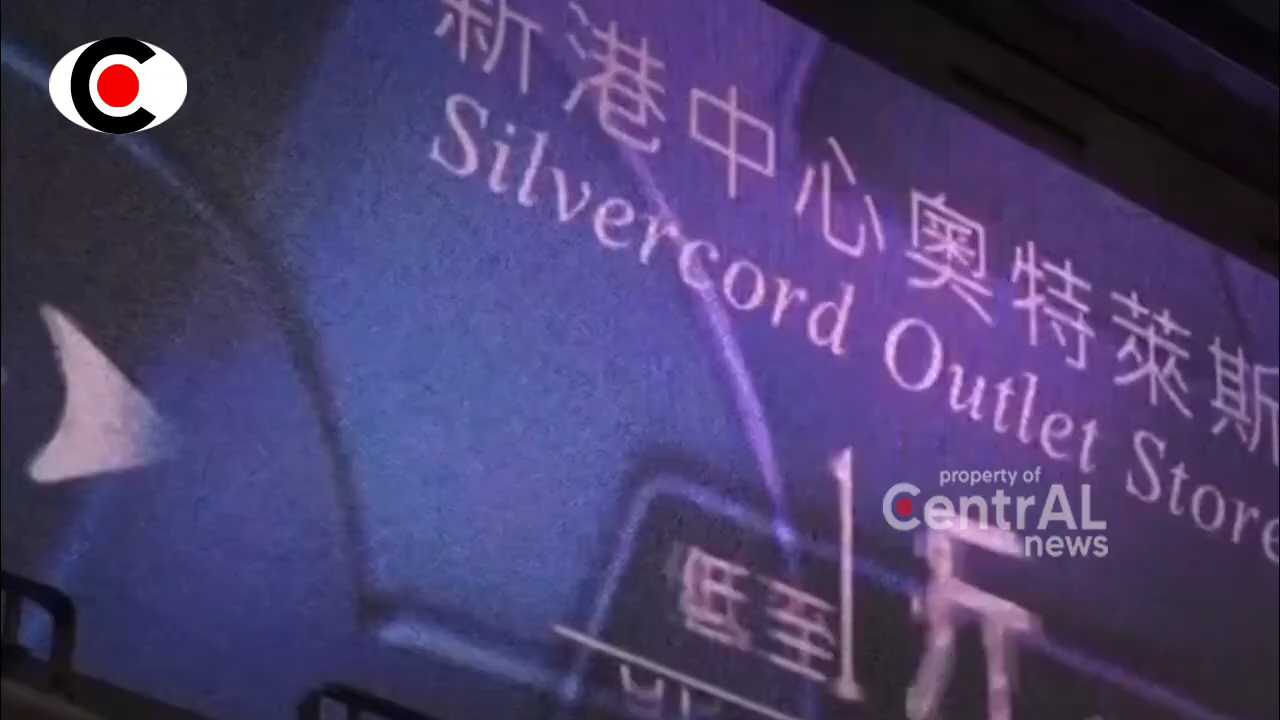 新港中心奧特萊斯
Silvercord Outlet Store
property of
CentrAL
news
低至